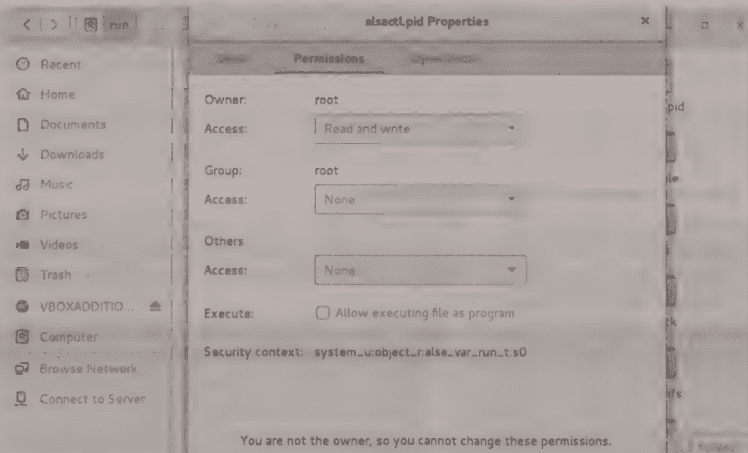 run
alsactl.pid Properties
Permissions
Recent
Home
Documents
Downloads
Music
Pictures
Videos
Trash
VBOXADDITIO...
Computer
Browse Network
Connect to Server
Owner: root
Access: Read and write
Group: root
Access: None
Others
Access: None
Execute: Allow executing file as program
Security context: system_u:object_r:alsa_var_run_t:s0
You are not the owner, so you cannot change these permissions.
pid